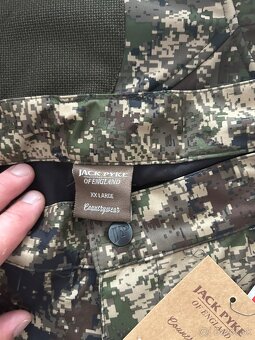 JACK PYKE
OF ENGLAND
XX LARGE
Countrywear
JACK PYKE
OF ENGLAND